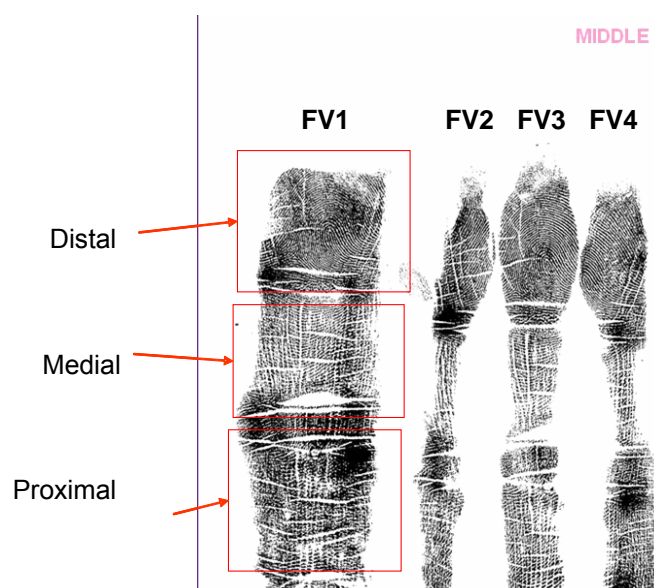 MIDDLE
FV1 FV2 FV3 FV4
Distal
Medial
Proximal